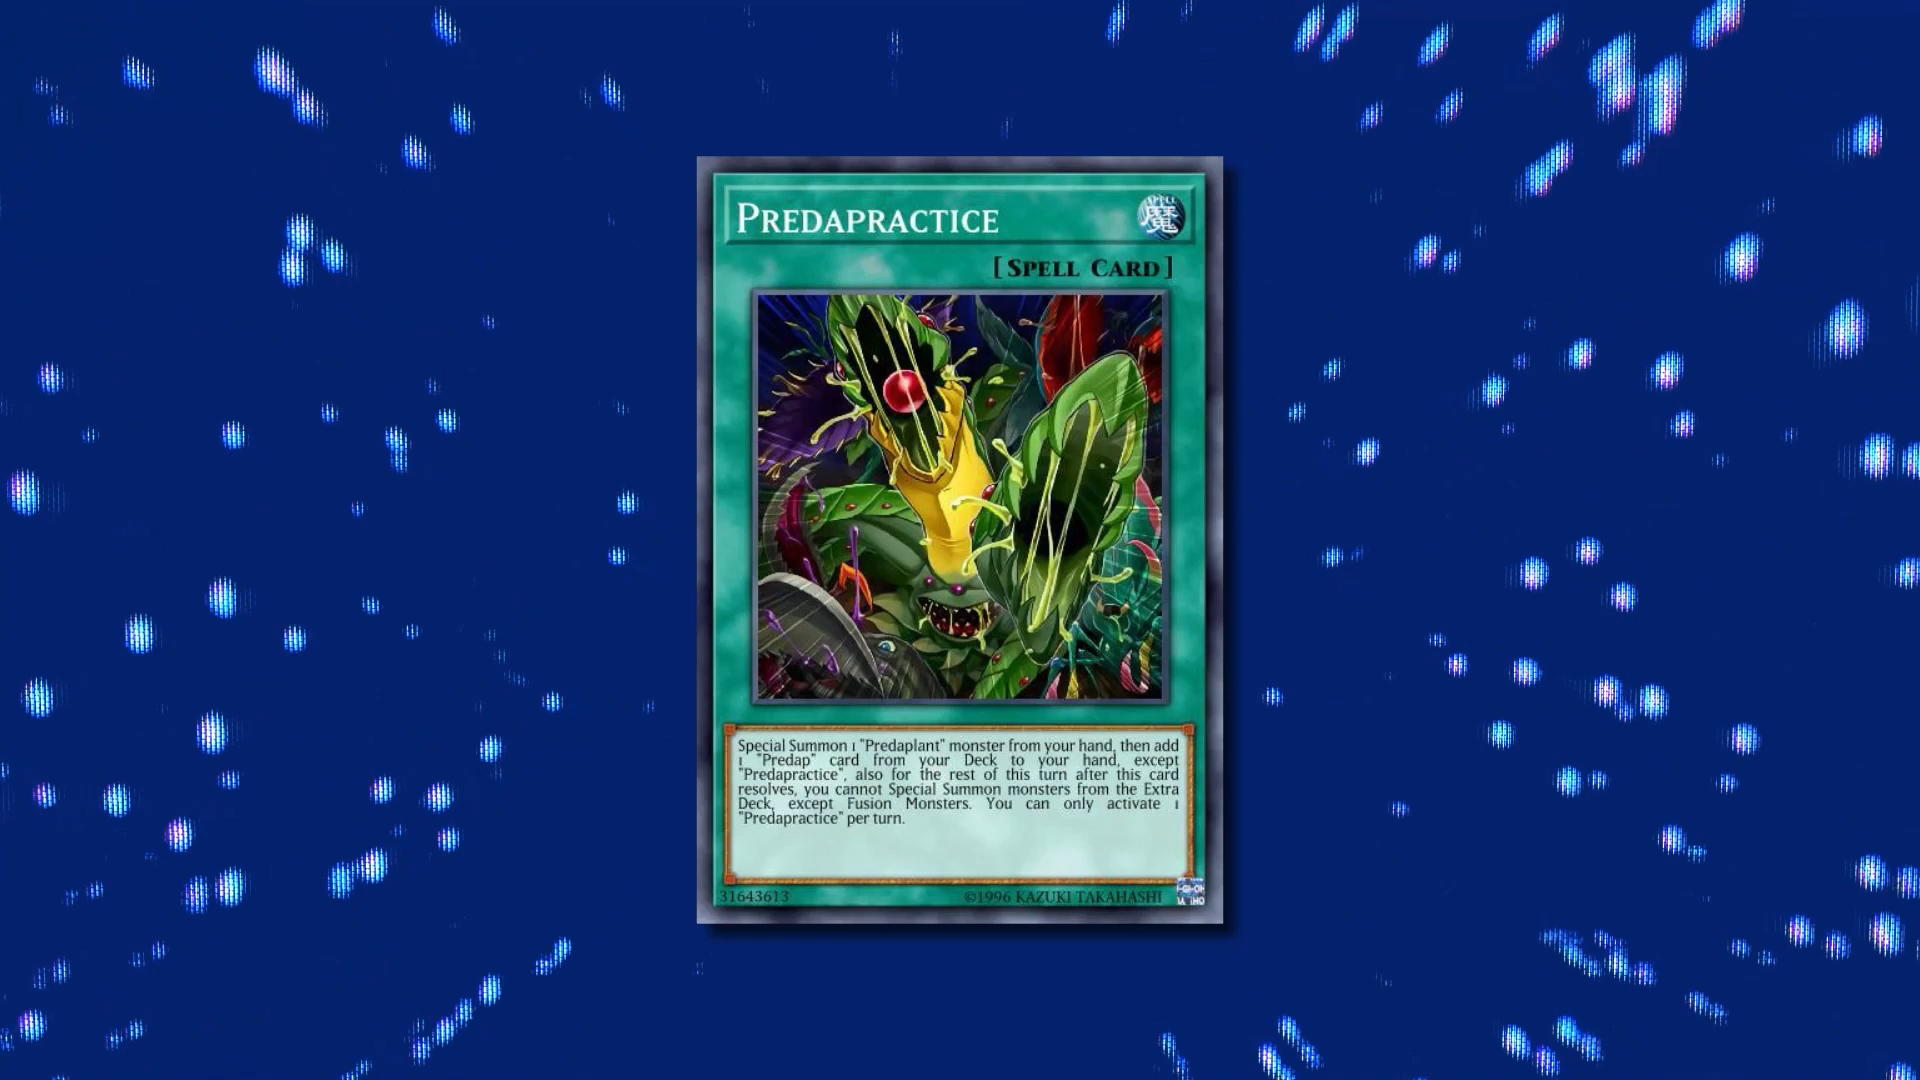 PREDAPRACTICE
SPELL
魔
[SPELL CARD]
Special Summon 1 "Predaplant" monster from your hand, then add
1 "Predap" card from your Deck to your hand, except
"Predapractice", also for the rest of this turn after this card
resolves, you cannot Special Summon monsters from the Extra
Deck, except Fusion Monsters. You can only activate 1
"Predapractice" per turn.
31643613
©1996 KAZUKI TAKAHASHI